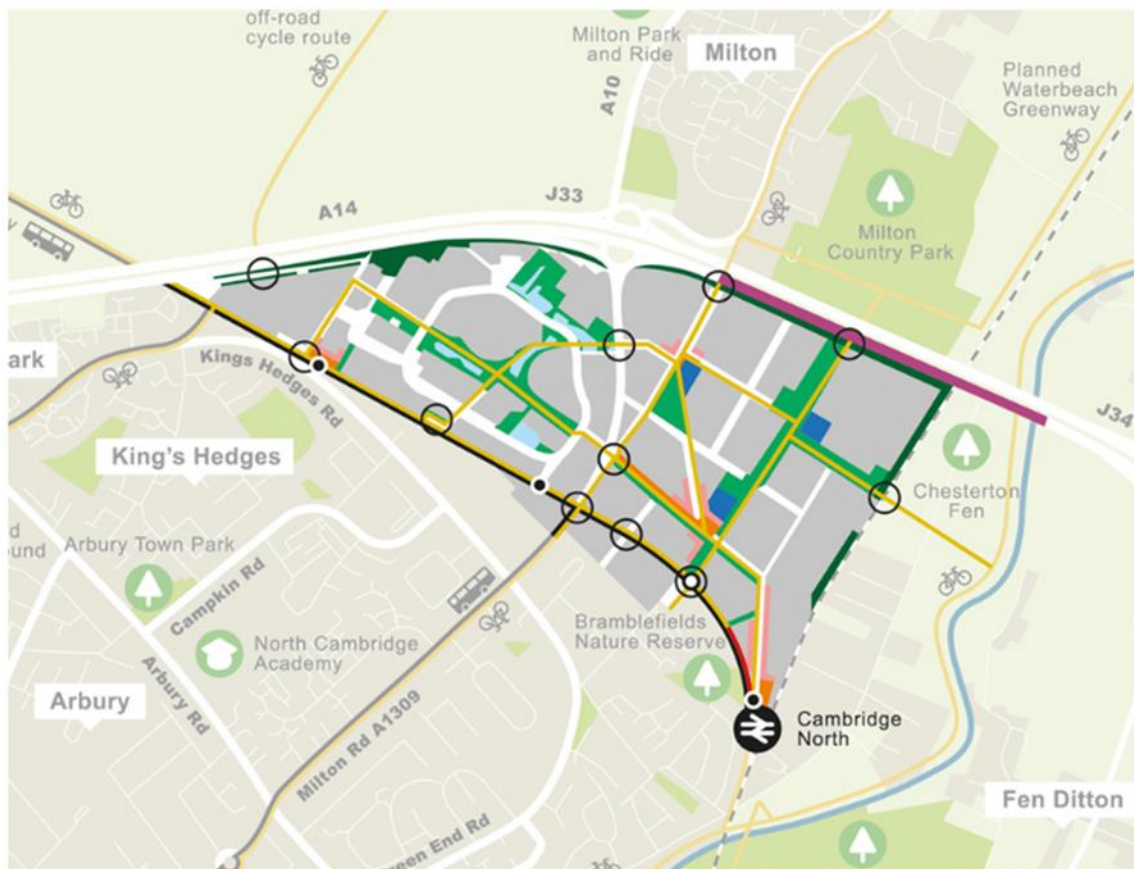 off-road
cycle route
Milton Park
and Ride
A10
Milton
Planned
Waterbeach
Greenway
A14
J33
Milton
Country Park
ark
Kings Hedges Rd
J34
King's Hedges
Chesterton
Fen
Arbury Town Park
Campkin Rd
North Cambridge
Academy
Bramblefields
Nature Reserve
Arbury
Arbury Rd
Milton Rd A1309
Cambridge
North
Fen Ditton
een End Rd